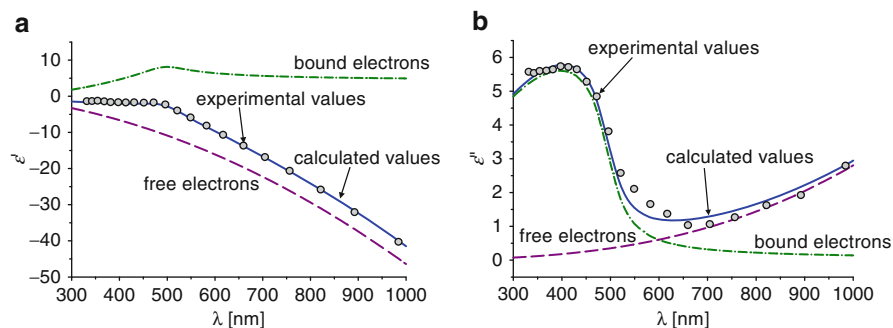 a
10
0
−10
−20
−30
−40
−50
ε'
bound electrons
experimental values
calculated values
free electrons
300 400 500 600 700 800 900 1000
λ [nm]
b
6
5
4
3
2
1
0
ε''
experimental values
calculated values
free electrons
bound electrons
300 400 500 600 700 800 900 1000
λ [nm]